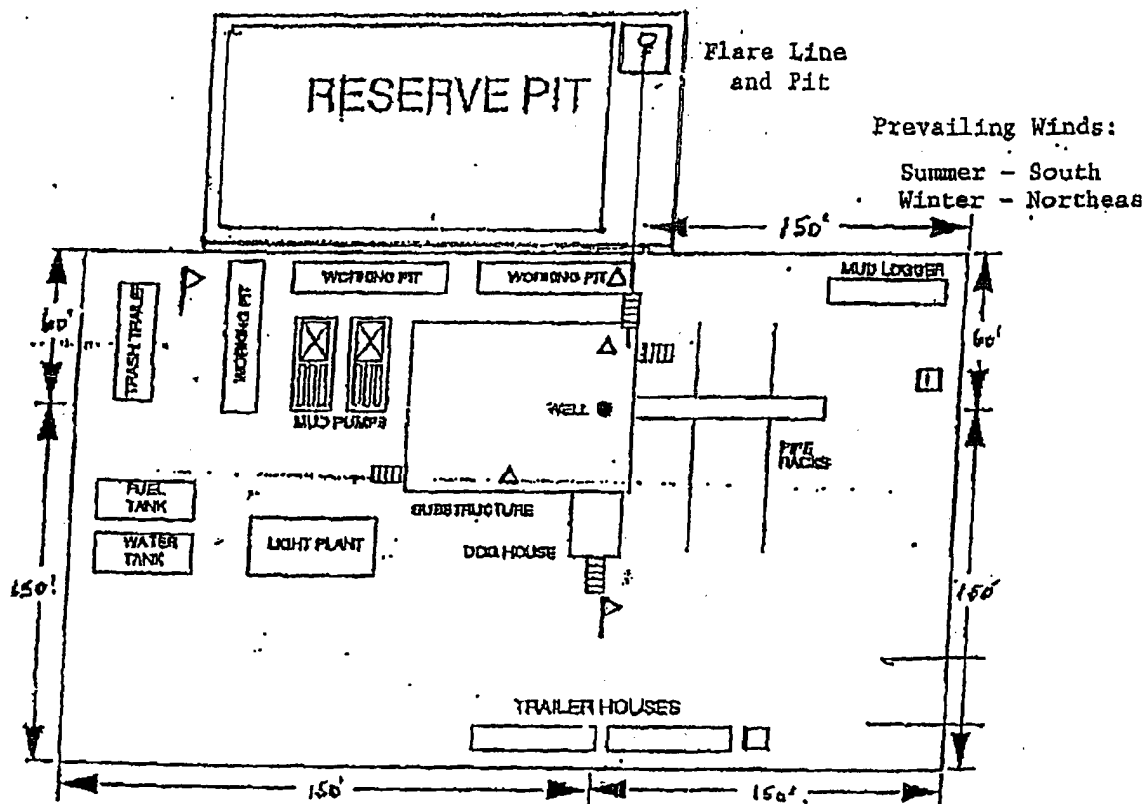 RESERVE PIT
Flare Line
and Pit
Prevailing Winds:
Summer - South
Winter - Northeas
150'
WORKING PIT
WORKING PIT
MUD LOGGER
60'
TRASH TRAILER
WORKING PIT
60'
WELL
MUD PUMPS
PIPE
RACKS
FUEL
TANK
SUBSTRUCTURE
WATER
TANK
LIGHT PLANT
DOG HOUSE
150'
150'
TRAILER HOUSES
150'
150'